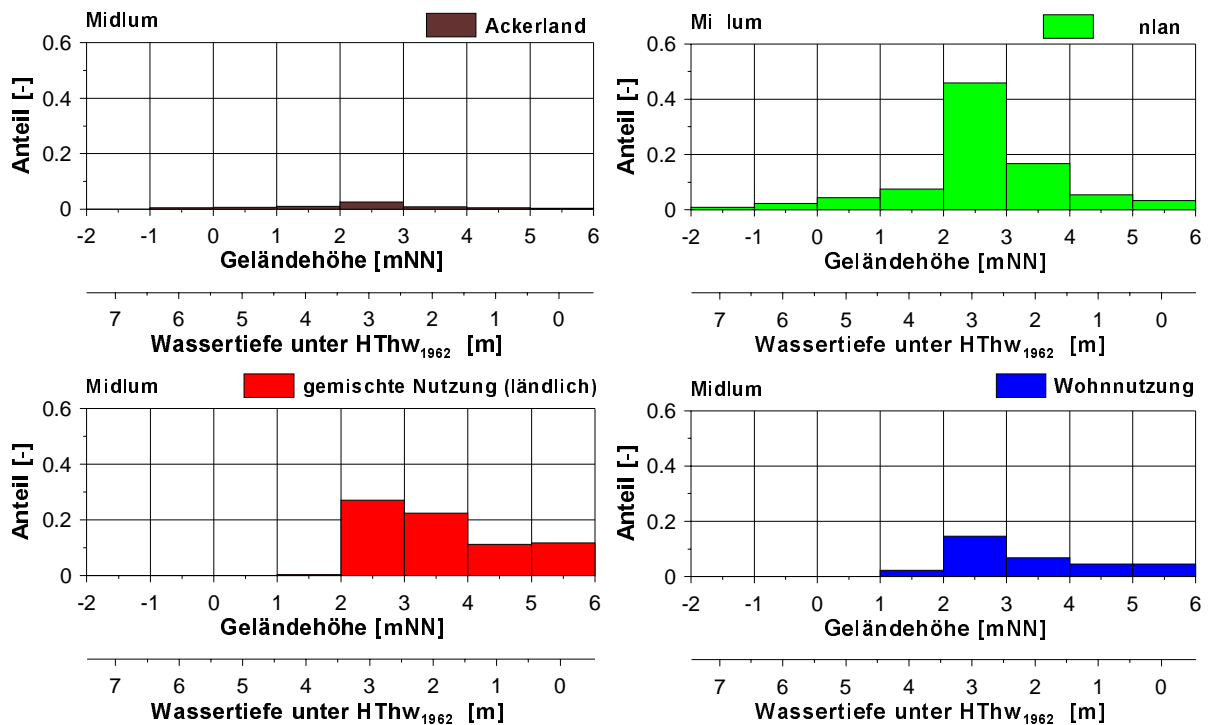 Midlum
Ackerland
0.6
0.4
0.2
0
Anteil [-]
-2 -1 0 1 2 3 4 5 6
Geländehöhe [mNN]
7 6 5 4 3 2 1 0
Wassertiefe unter HThw1962 [m]
Mi lum
nlan
0.6
0.4
0.2
0
Anteil [-]
-2 -1 0 1 2 3 4 5 6
Geländehöhe [mNN]
7 6 5 4 3 2 1 0
Wassertiefe unter HThw1962 [m]
Midlum
gemischte Nutzung (ländlich)
0.6
0.4
0.2
0
Anteil [-]
-2 -1 0 1 2 3 4 5 6
Geländehöhe [mNN]
7 6 5 4 3 2 1 0
Wassertiefe unter HThw1962 [m]
Midlum
Wohnnutzung
0.6
0.4
0.2
0
Anteil [-]
-2 -1 0 1 2 3 4 5 6
Geländehöhe [mNN]
7 6 5 4 3 2 1 0
Wassertiefe unter HThw1962 [m]